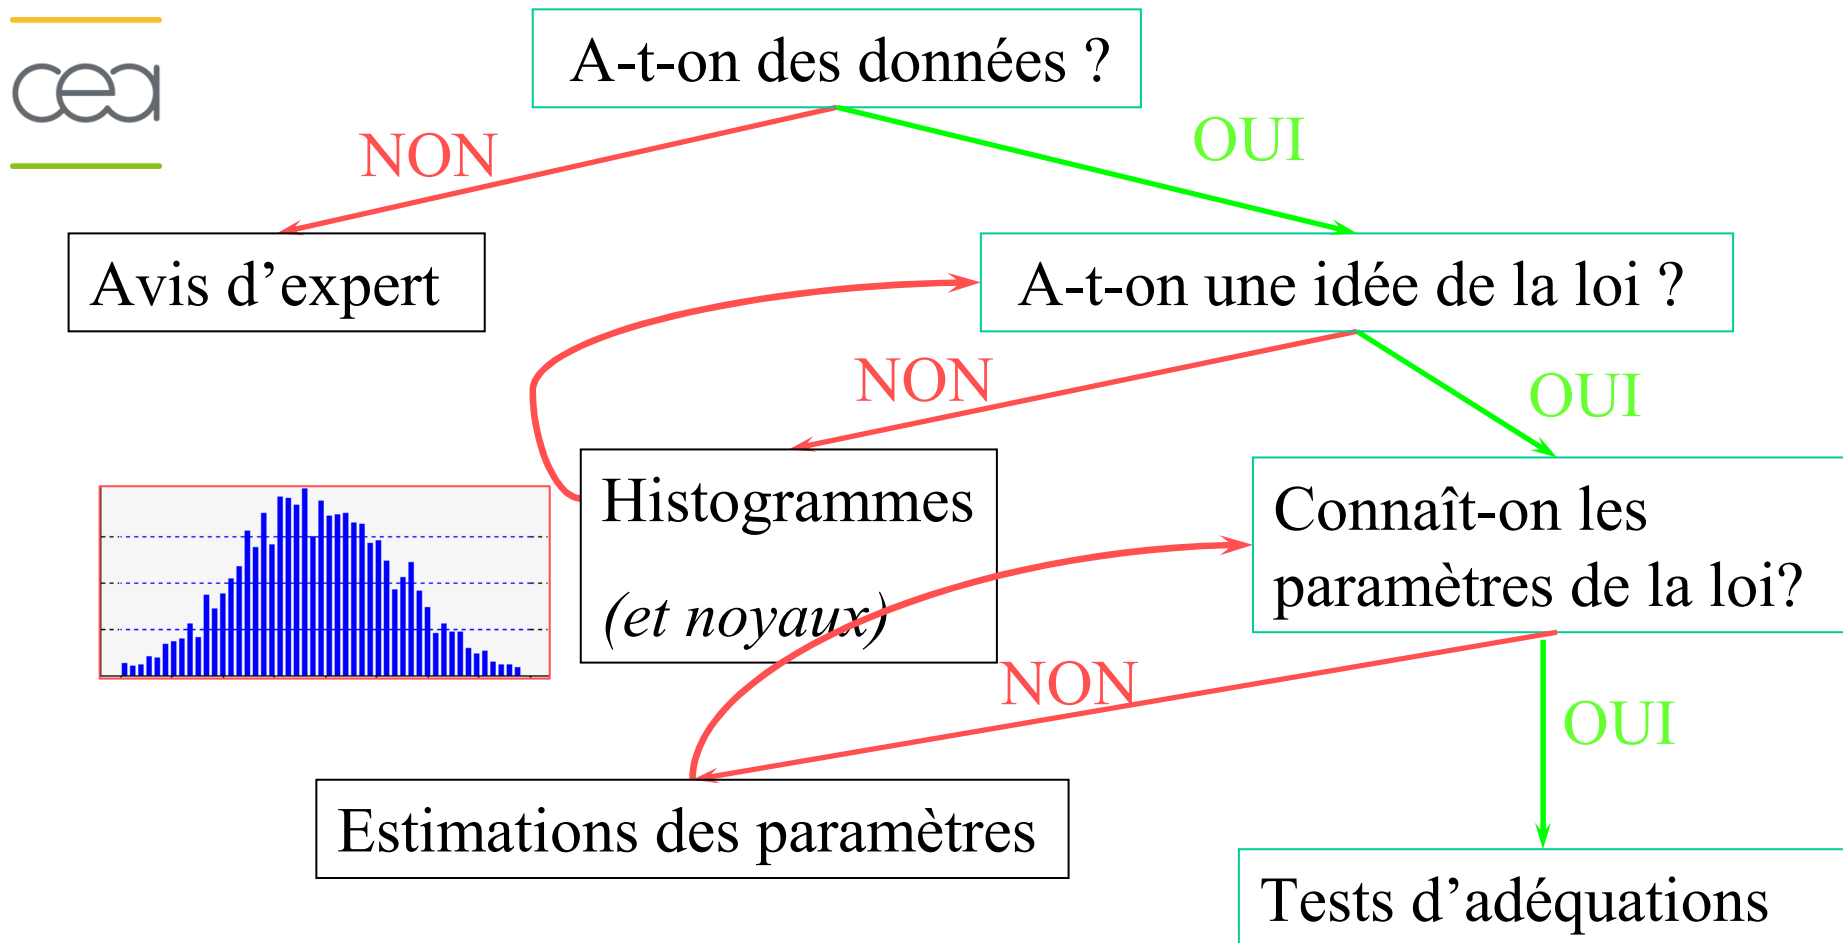 cea
A-t-on des données ?
NON
OUI
Avis d’expert
A-t-on une idée de la loi ?
NON
OUI
Histogrammes
(et noyaux)
Connaît-on les
paramètres de la loi?
NON
OUI
Estimations des paramètres
Tests d’adéquations